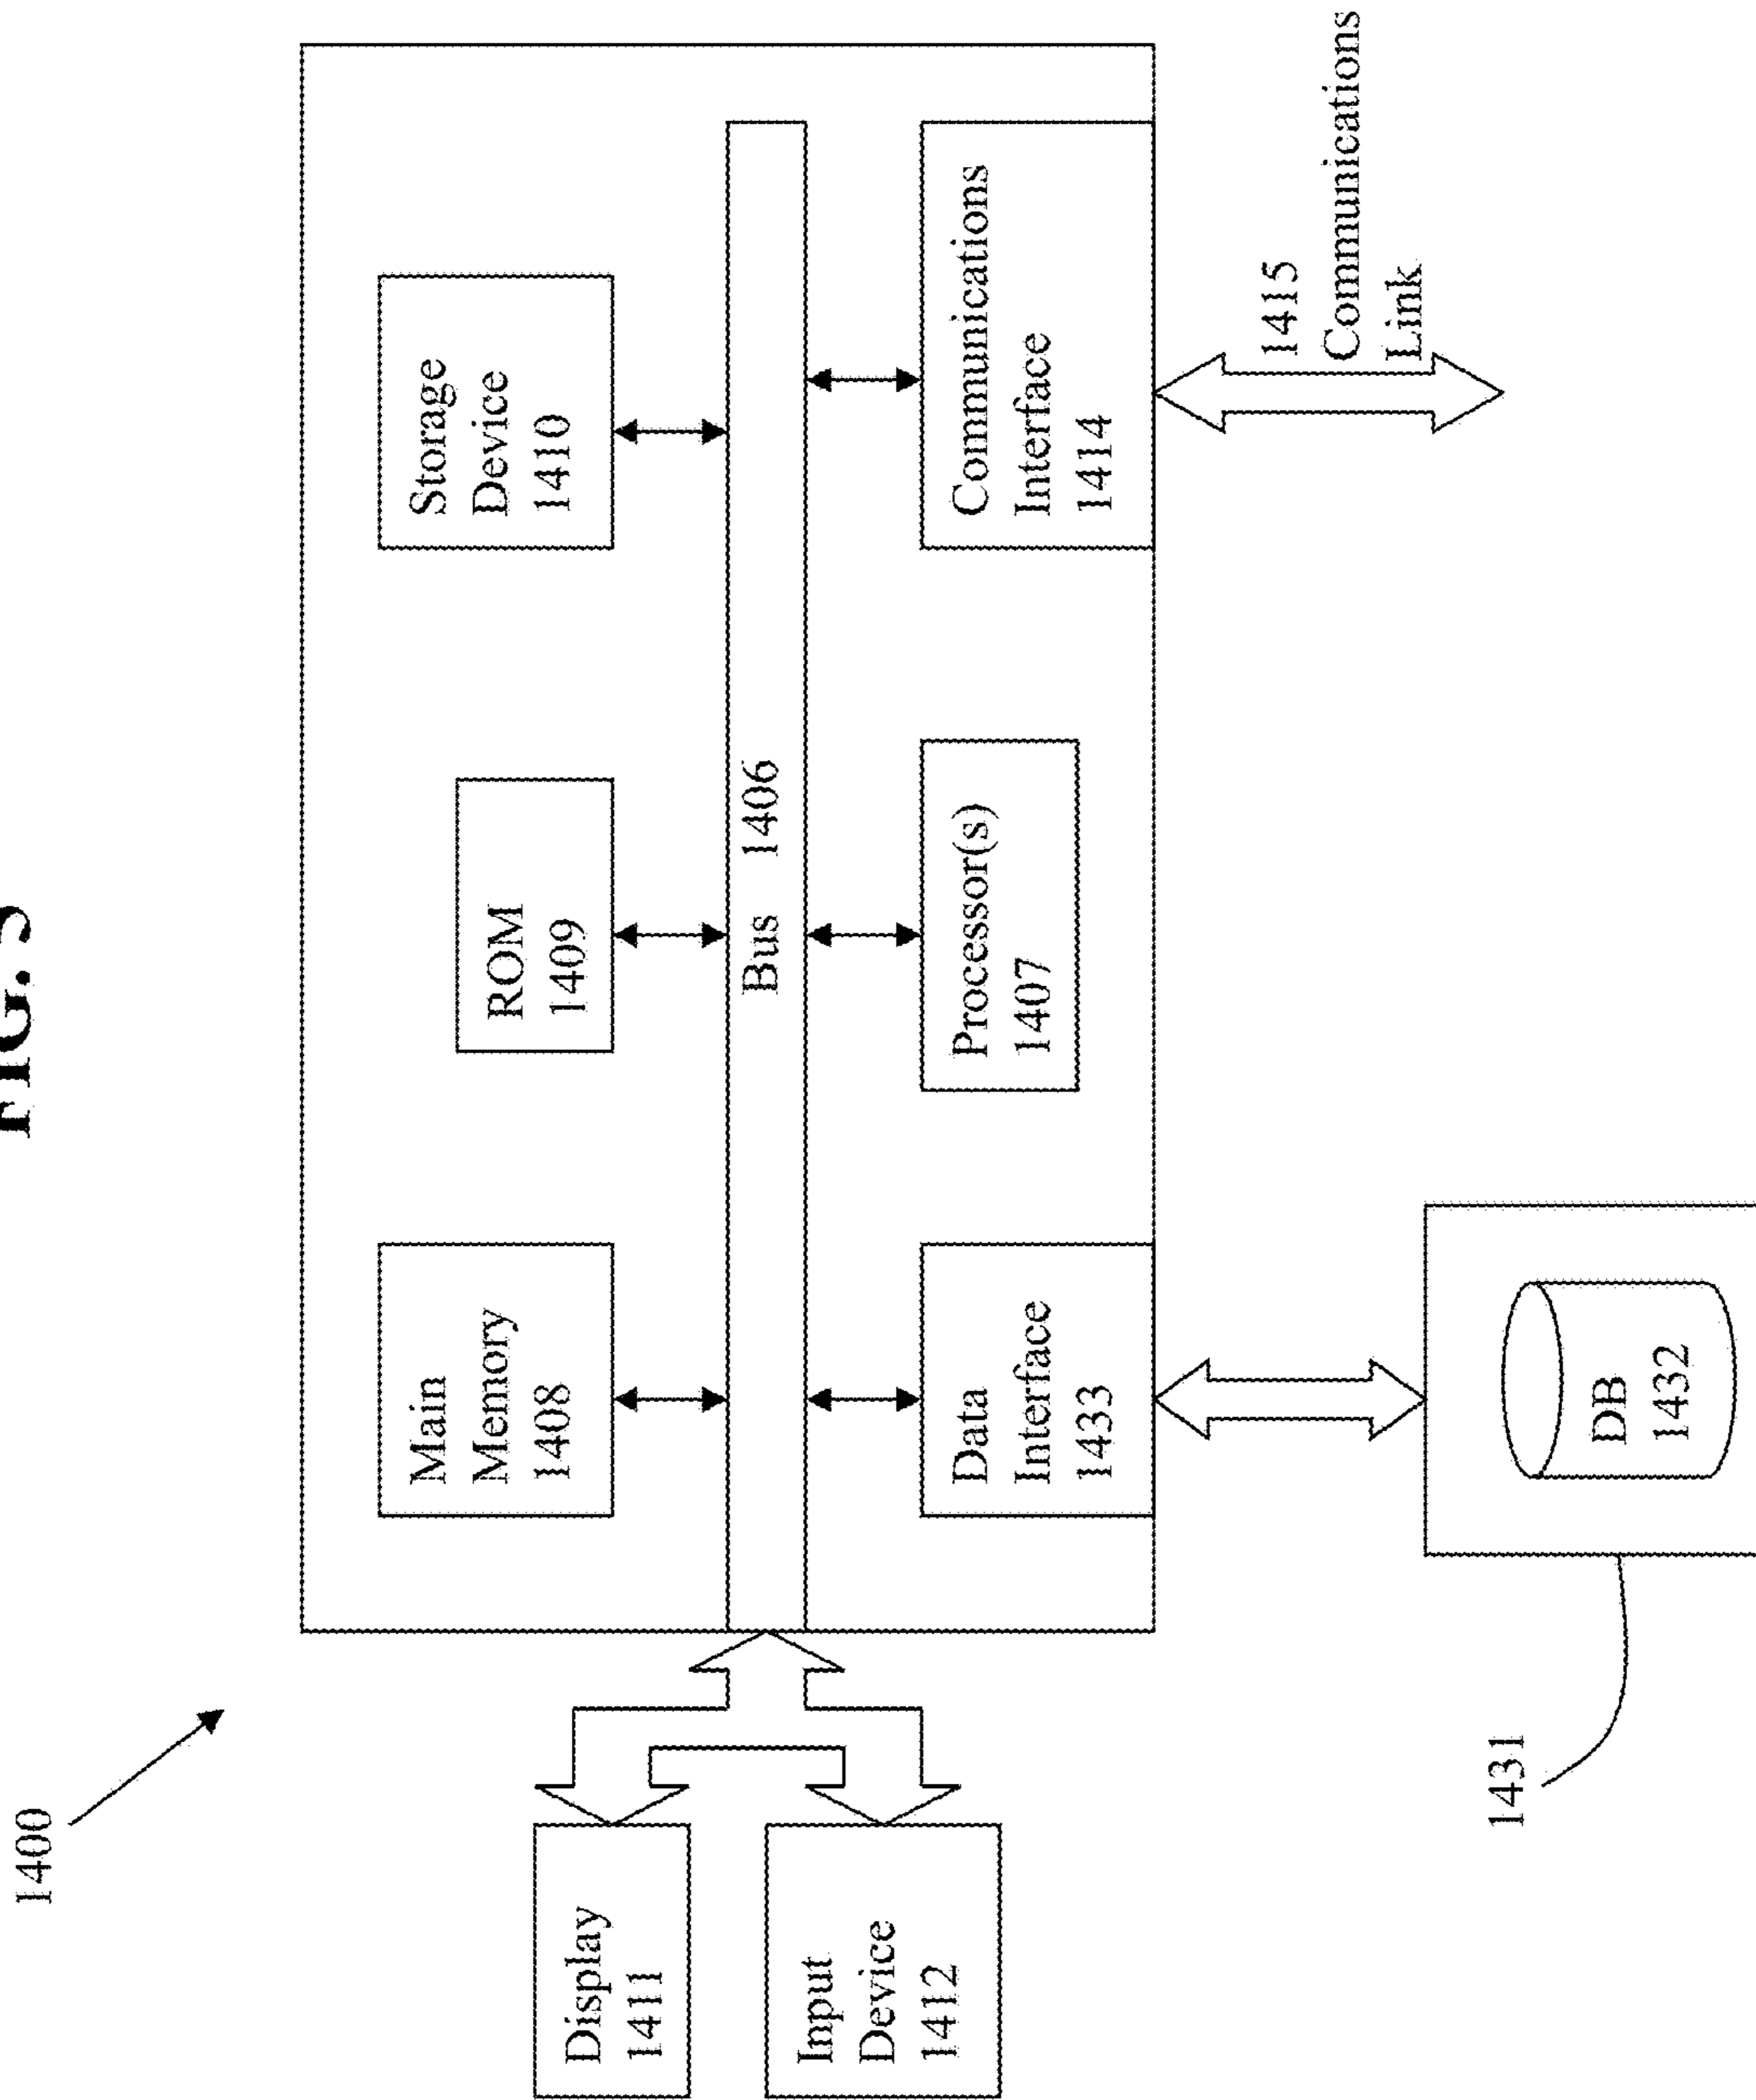 FIG.
1400
Main
Memory
1408
ROM
1409
Storage
Device
1410
Display
1411
Bus 1406
Input
Device
1412
Data
Interface
1433
Processor(s)
1407
Communications
Interface
1414
1415
Communications
Link
1431
DB
1432